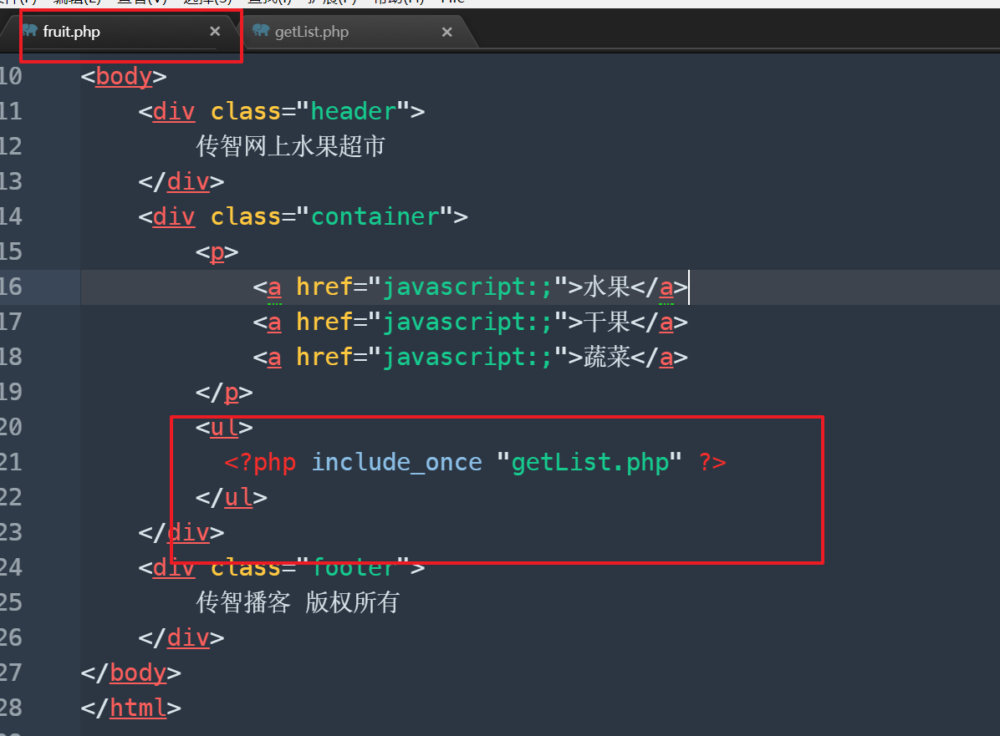 fruit.php × getList.php ×
10 <body>
11 <div class="header">
12 传智网上水果超市
13 </div>
14 <div class="container">
15 <p>
16 <a href="javascript:;">水果</a>
17 <a href="javascript:;">干果</a>
18 <a href="javascript:;">蔬菜</a>
19 </p>
20 <ul>
21 <?php include_once "getList.php" ?>
22 </ul>
23 </div>
24 <div class="footer">
25 传智播客 版权所有
26 </div>
27 </body>
28 </html>